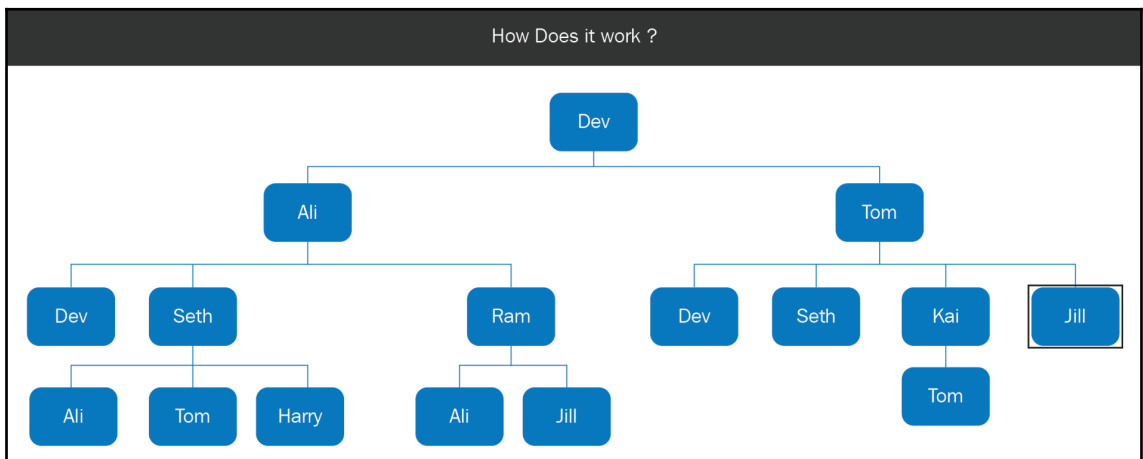 How Does it work ?
Dev
Ali Tom
Dev Seth Ram Dev Seth Kai Jill
Tom
Ali Tom Harry Ali Jill